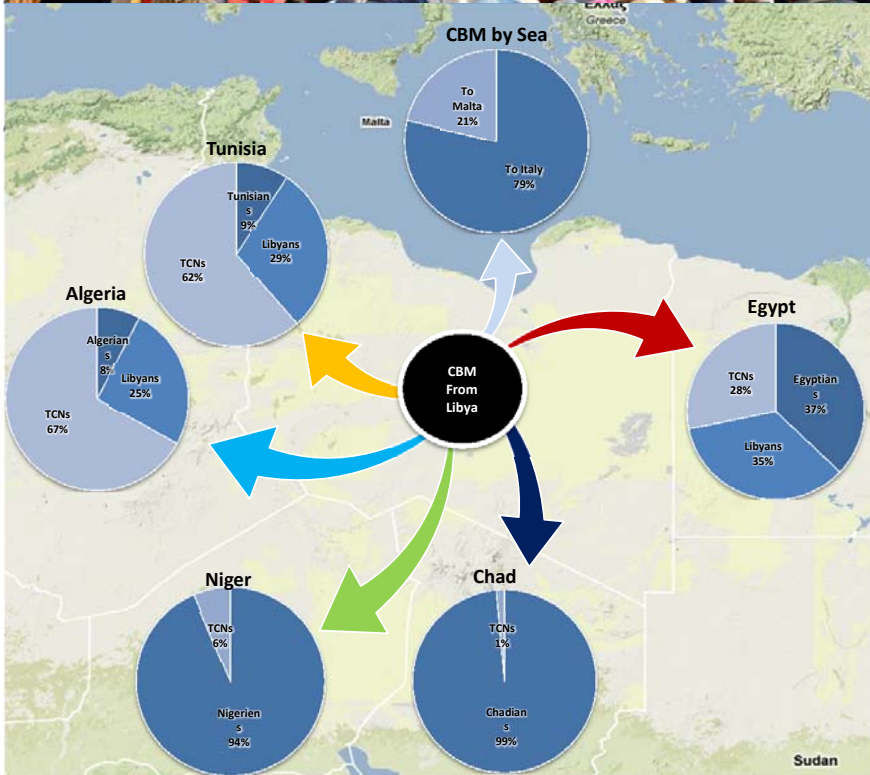 Ελλάς
Greece
CBM by Sea
To
Malta
21%
To Italy
79%
Malta
Tunisia
Tunisian
s
9%
Libyans
29%
TCNs
62%
Algeria
Algerian
s
8%
Libyans
25%
TCNs
67%
CBM
From
Libya
Egypt
TCNs
28%
Egyptian
s
37%
Libyans
35%
Niger
TCNs
6%
Nigerien
s
94%
Chad
TCNs
1%
Chadian
s
99%
Sudan